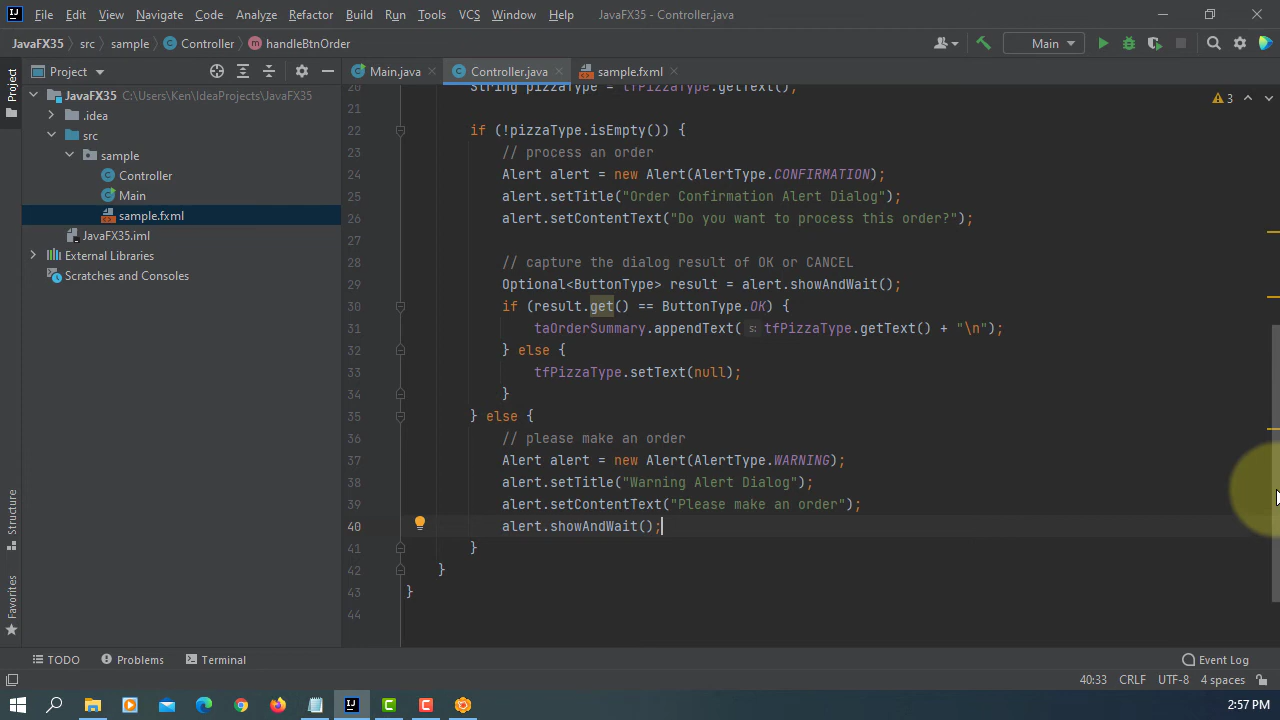 File Edit View Navigate Code Analyze Refactor Build Run Tools VCS Window Help JavaFX35 - Controller.java
JavaFX35 src sample Controller handleBtnOrder Main
Project Main.java Controller.java sample.fxml
Project
JavaFX35 C:\Users\Ken\IdeaProjects\JavaFX35
.idea
src
sample
Controller
Main
sample.fxml
JavaFX35.iml
External Libraries
Scratches and Consoles
Structure
Favorites
3
20 String pizzaType = tfPizzaType.getText();
21
22 if (!pizzaType.isEmpty()) {
23 // process an order
24 Alert alert = new Alert(AlertType.CONFIRMATION);
25 alert.setTitle("Order Confirmation Alert Dialog");
26 alert.setContentText("Do you want to process this order?");
27
28 // capture the dialog result of OK or CANCEL
29 Optional<ButtonType> result = alert.showAndWait();
30 if (result.get() == ButtonType.OK) {
31 taOrderSummary.appendText( s: tfPizzaType.getText() + "\n");
32 } else {
33 tfPizzaType.setText(null);
34 }
35 } else {
36 // please make an order
37 Alert alert = new Alert(AlertType.WARNING);
38 alert.setTitle("Warning Alert Dialog");
39 alert.setContentText("Please make an order");
40 alert.showAndWait();
41 }
42 }
43 }
44
TODO Problems Terminal Event Log
40:33 CRLF UTF-8 4 spaces
2:57 PM